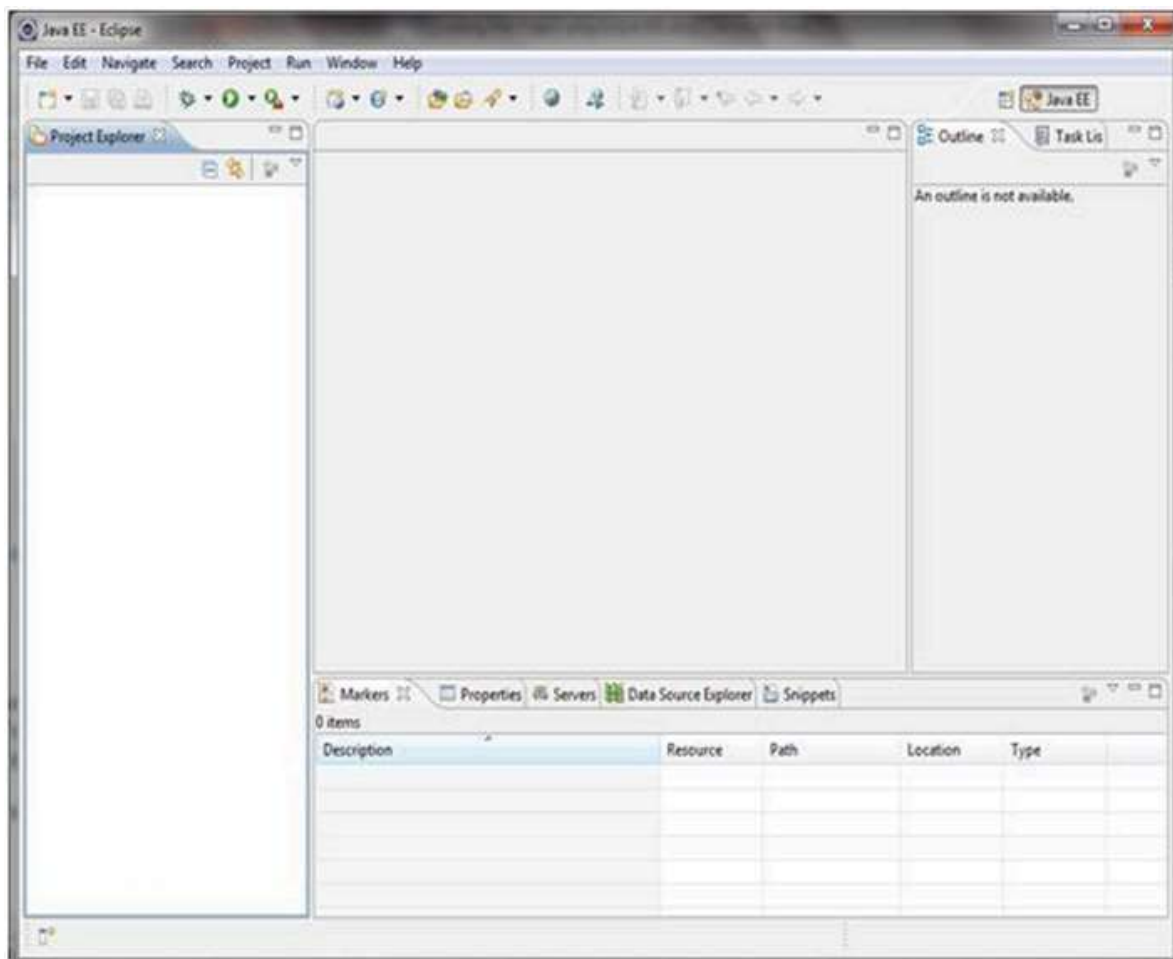 Java EE - Eclipse
File Edit Navigate Search Project Run Window Help
Java EE
Project Explorer
Outline Task Lis
An outline is not available.
Markers Properties Servers Data Source Explorer Snippets
0 items
Description Resource Path Location Type